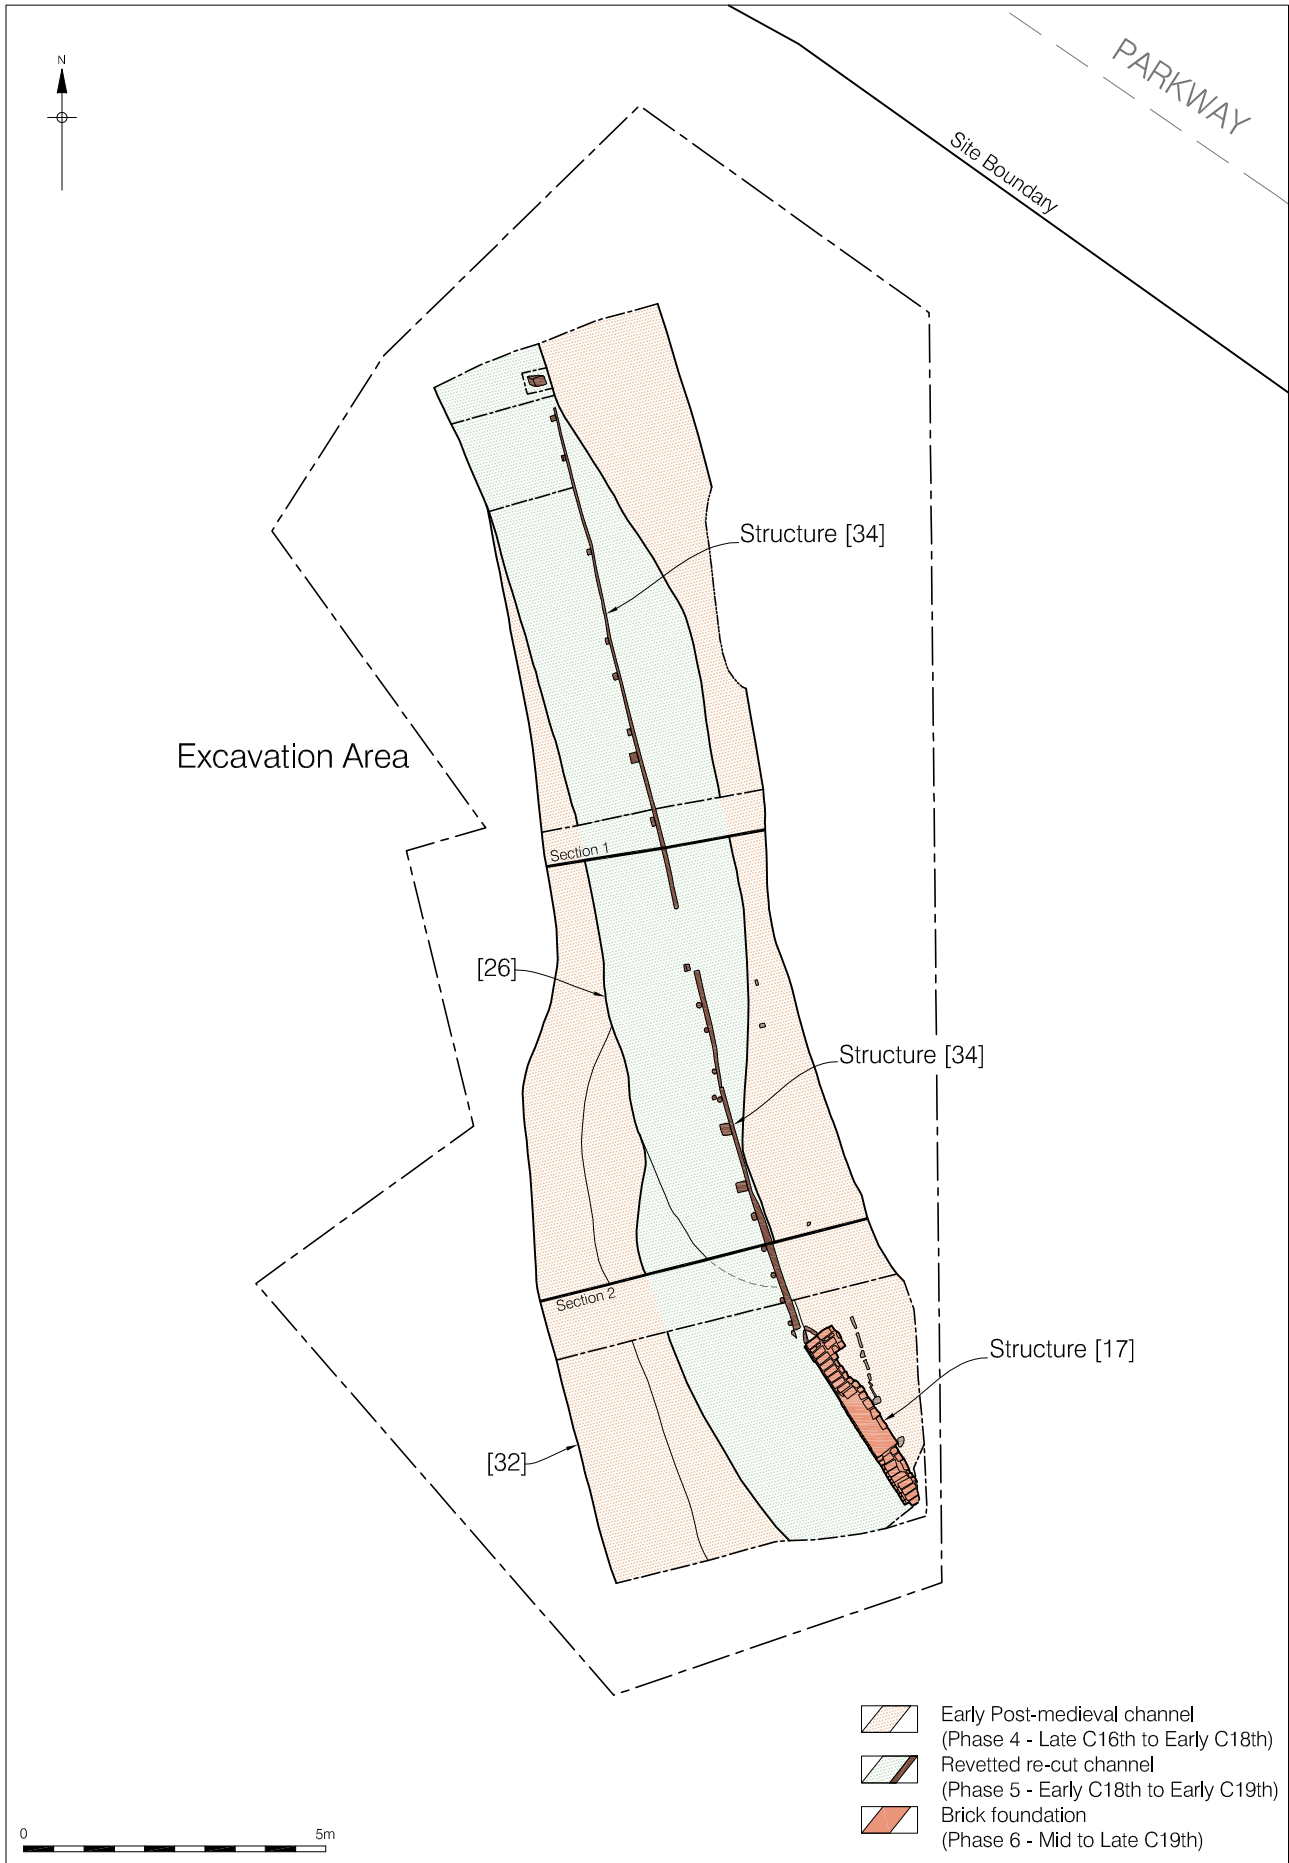 N
PARKWAY
Site Boundary
Structure [34]
Excavation Area
Section 1
[26]
Structure [34]
Section 2
Structure [17]
[32]
Early Post-medieval channel
(Phase 4 - Late C16th to Early C18th)
Revetted re-cut channel
(Phase 5 - Early C18th to Early C19th)
Brick foundation
(Phase 6 - Mid to Late C19th)
0 5m